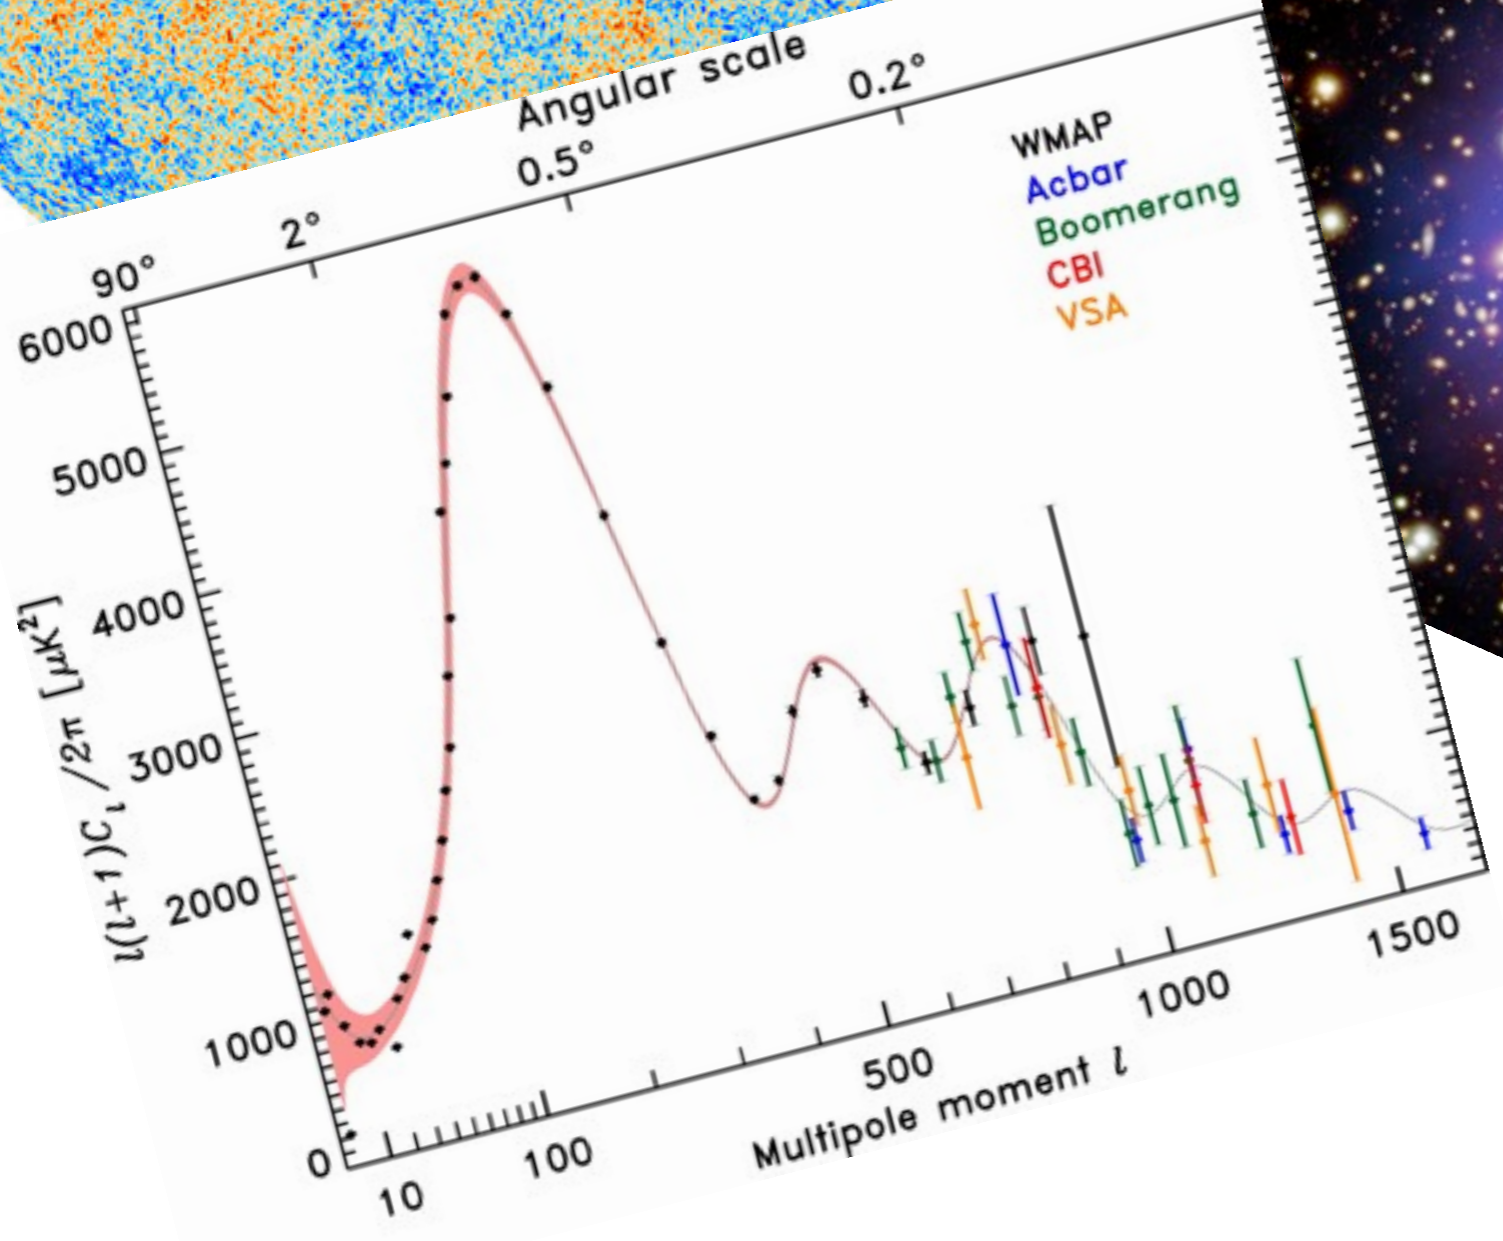 Angular scale
90° 2° 0.5° 0.2°
WMAP
Acbar
Boomerang
CBI
VSA
6000
5000
4000
3000
2000
1000
0
l(l+1)Cₗ/2π [μK²]
10 100 500 1000 1500
Multipole moment l